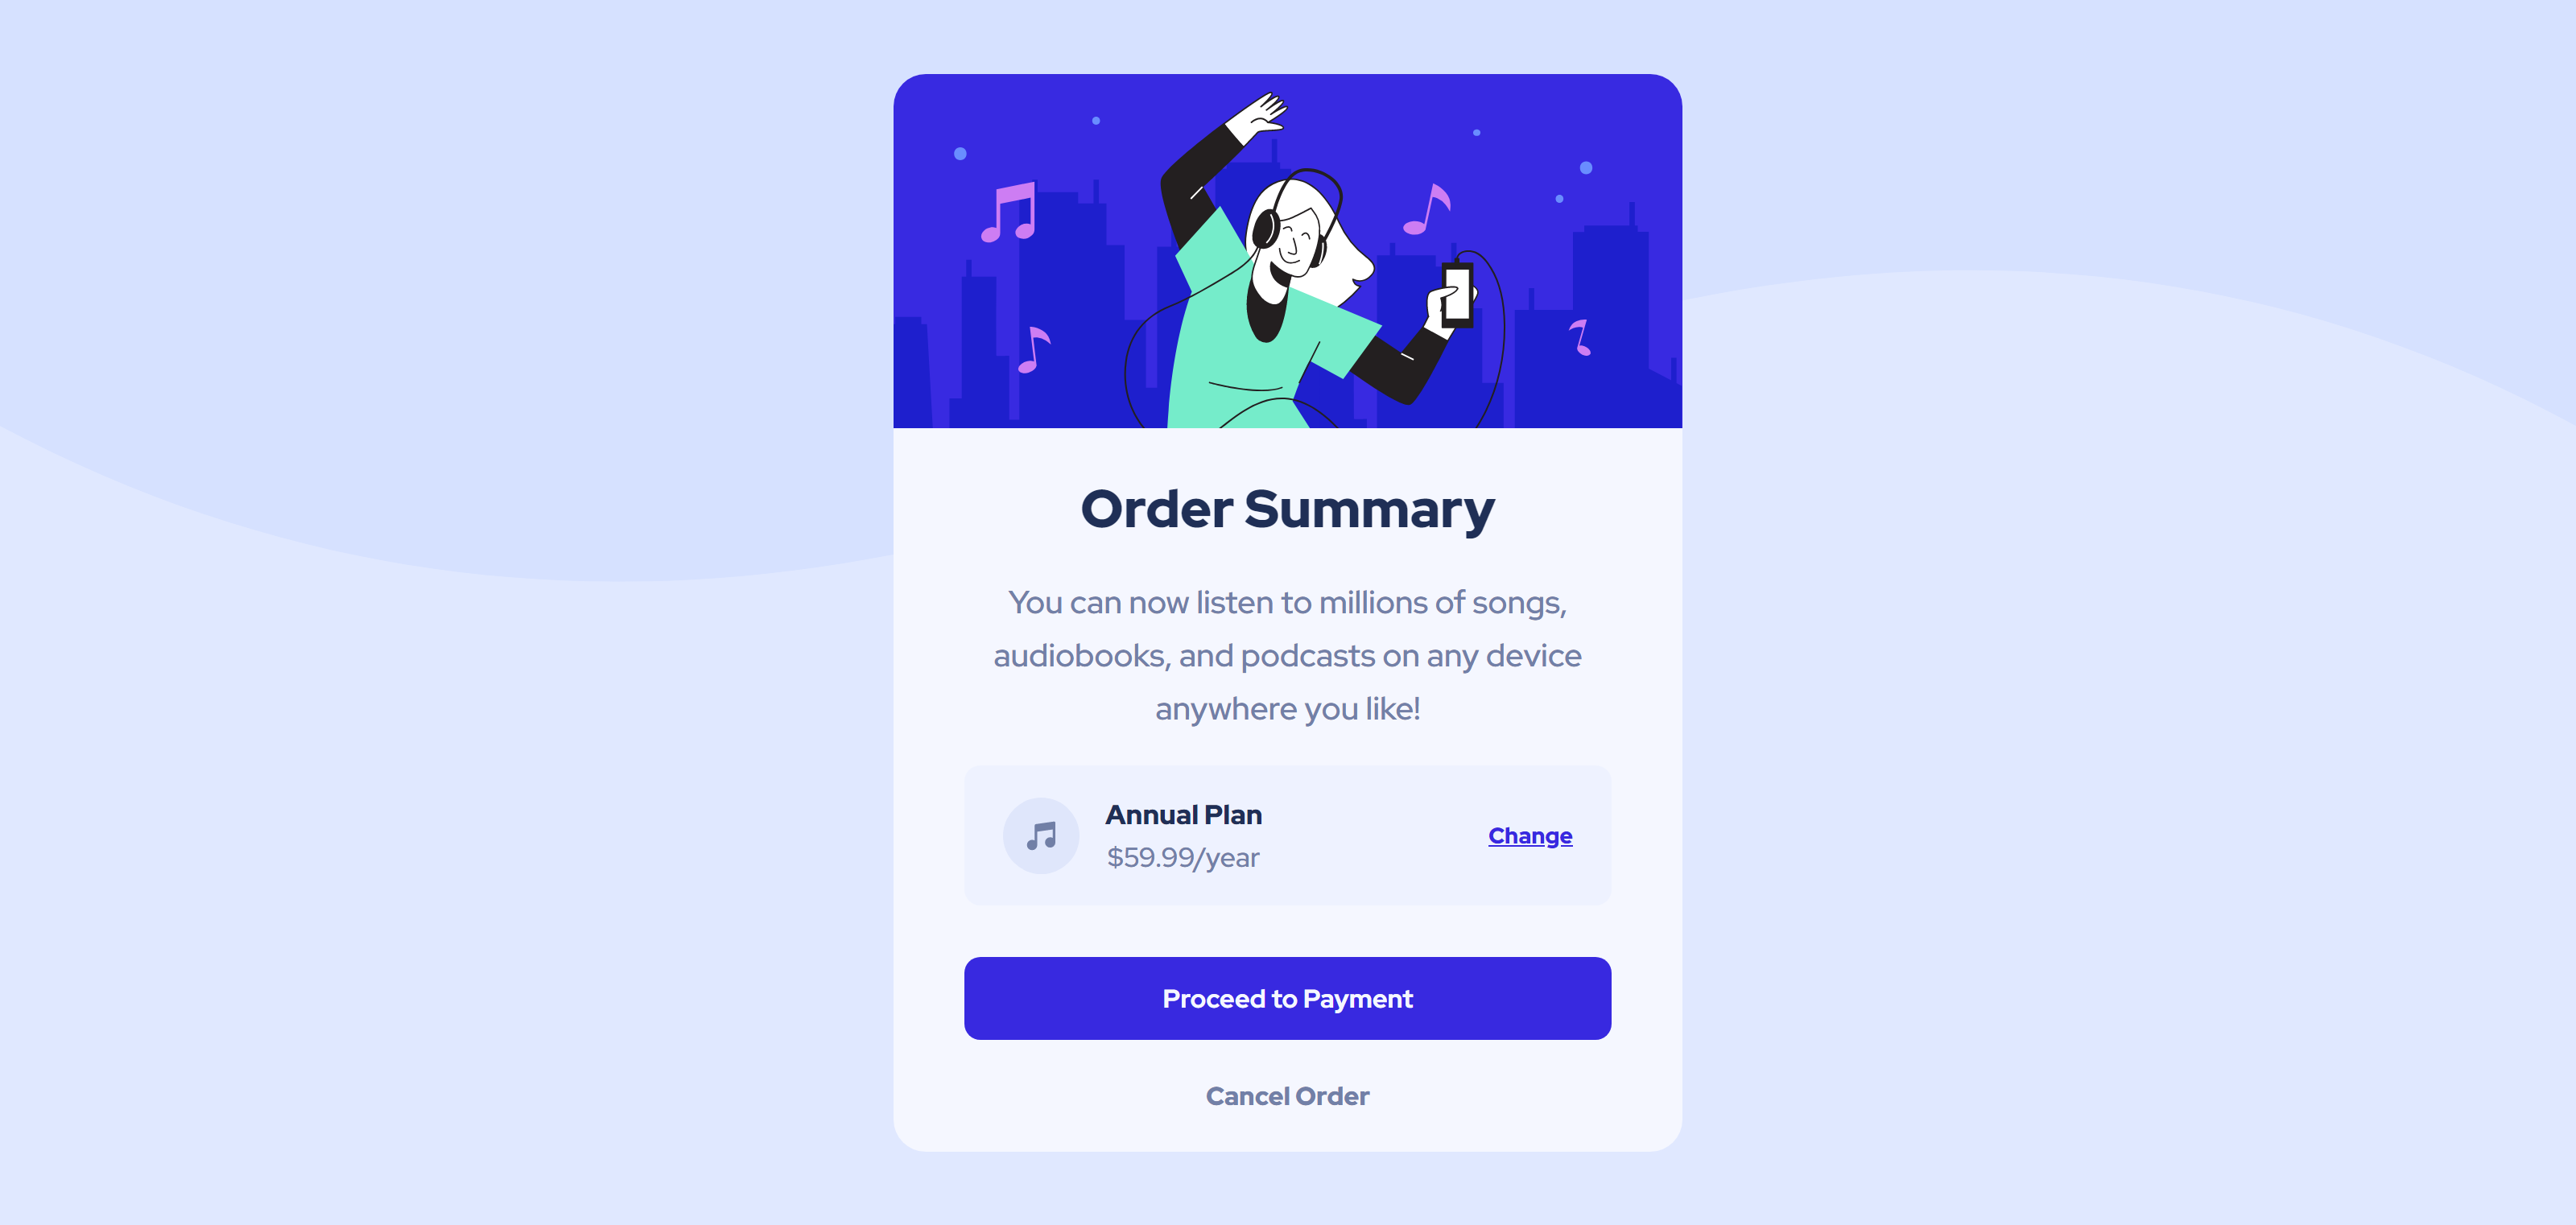 Order Summary
You can now listen to millions of songs,
audiobooks, and podcasts on any device
anywhere you like!
Annual Plan
$59.99/year
Change
Proceed to Payment
Cancel Order